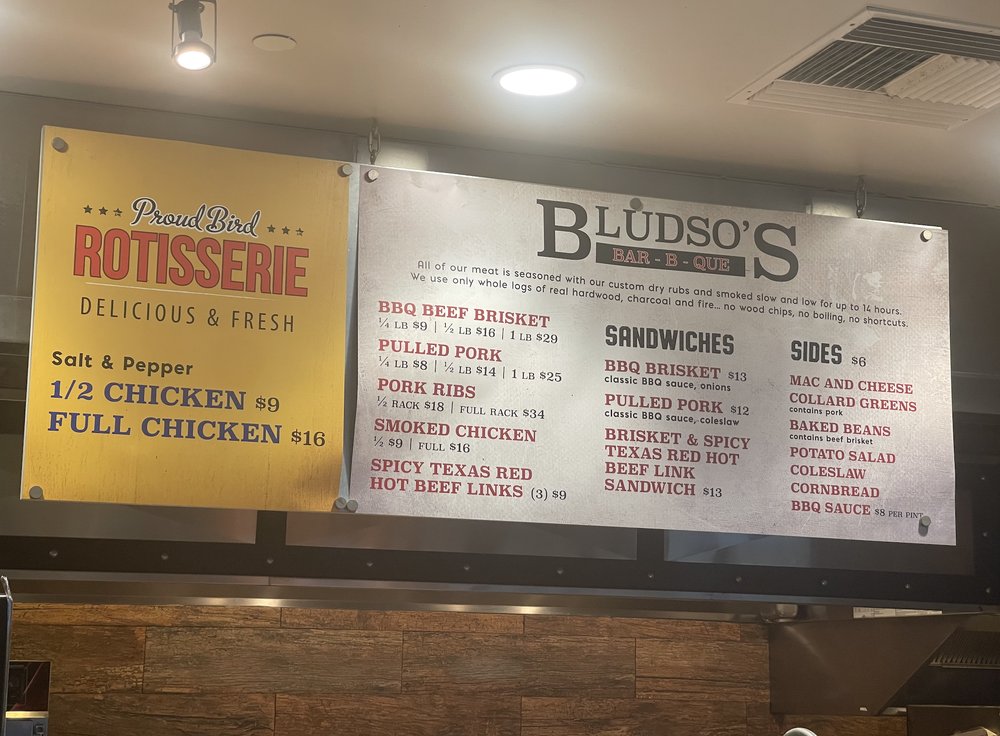 Proud Bird
ROTISSERIE
DELICIOUS & FRESH
Salt & Pepper
1/2 CHICKEN $9
FULL CHICKEN $16
BLUDSO'S
BAR - B - QUE
All of our meat is seasoned with our custom dry rubs and smoked slow and low for up to 14 hours.
We use only whole logs of real hardwood, charcoal and fire... no wood chips, no boiling, no shortcuts.
BBQ BEEF BRISKET
¼ LB $9 | ½ LB $16 | 1 LB $29
PULLED PORK
¼ LB $8 | ½ LB $14 | 1 LB $25
PORK RIBS
½ RACK $18 | FULL RACK $34
SMOKED CHICKEN
½ $9 | FULL $16
SPICY TEXAS RED
HOT BEEF LINKS (3) $9
SANDWICHES
BBQ BRISKET $13
classic BBQ sauce, onions
PULLED PORK $12
classic BBQ sauce, coleslaw
BRISKET & SPICY
TEXAS RED HOT
BEEF LINK
SANDWICH $13
SIDES $6
MAC AND CHEESE
COLLARD GREENS
contains pork
BAKED BEANS
contains beef brisket
POTATO SALAD
COLESLAW
CORNBREAD
BBQ SAUCE $8 PER PINT